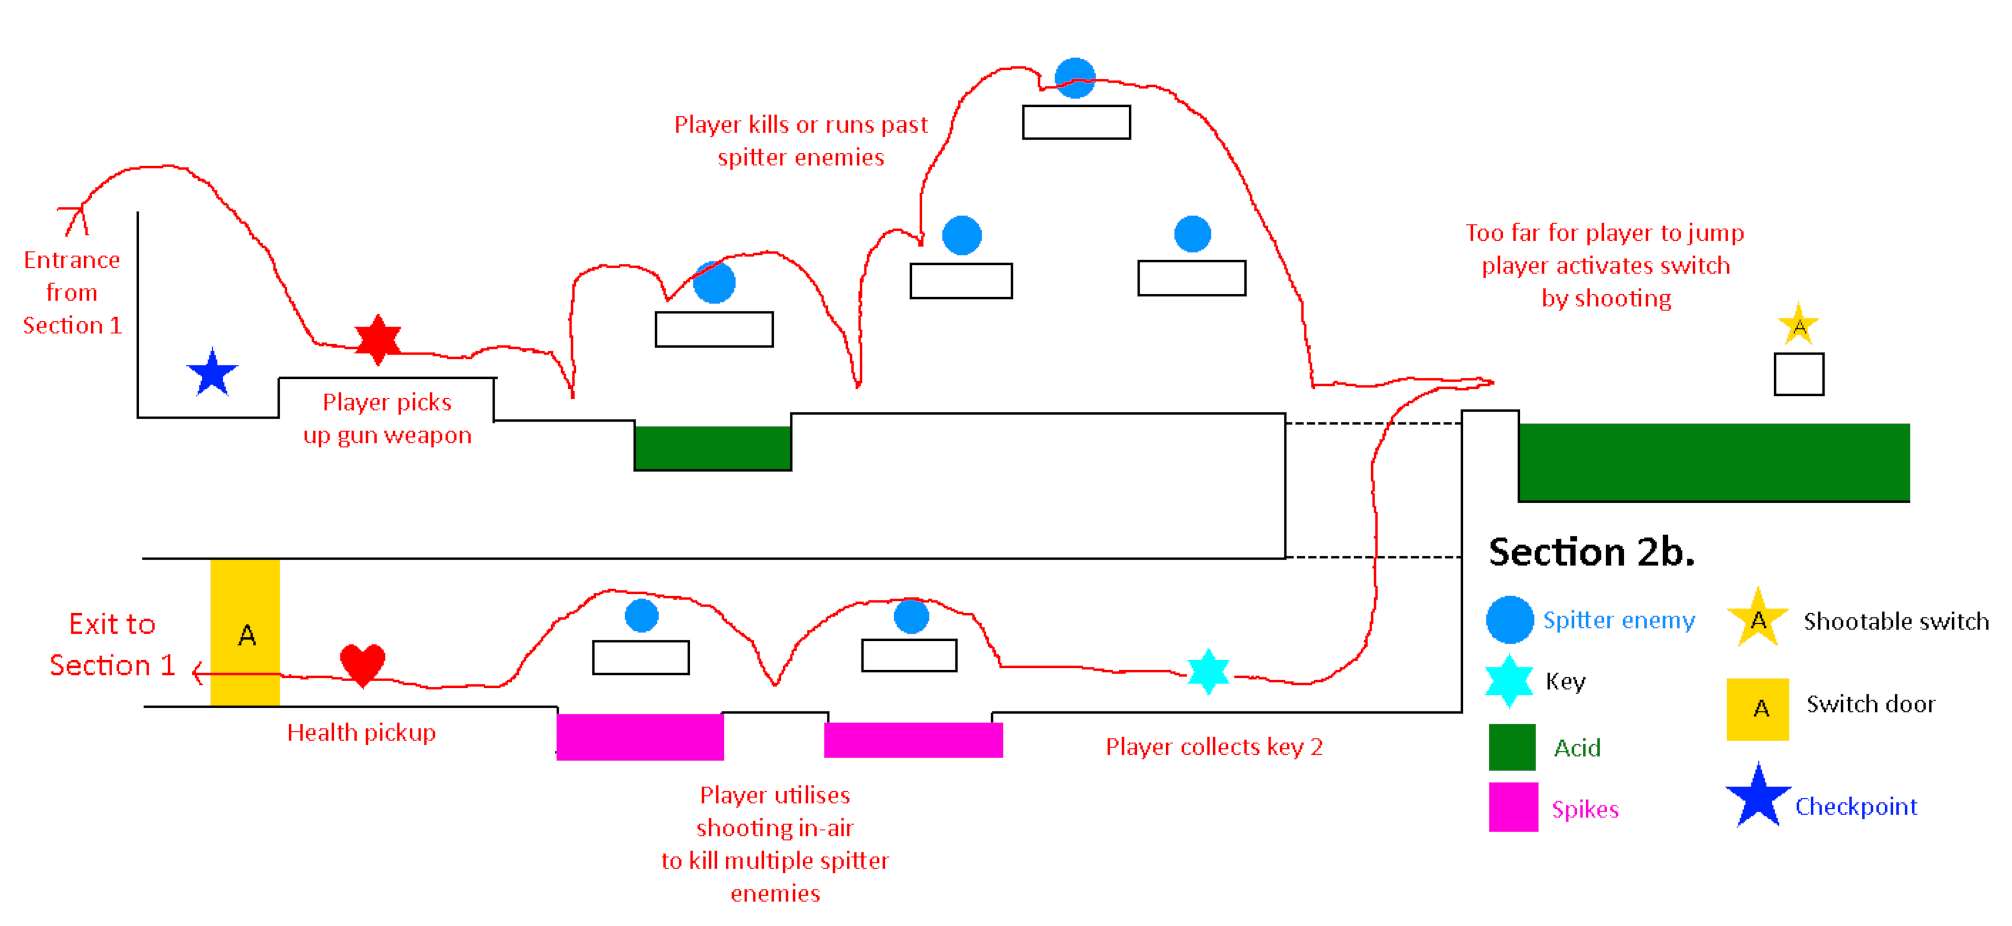 Player kills or runs past
spitter enemies
Entrance
from
Section 1
Too far for player to jump
player activates switch
by shooting
A
Player picks
up gun weapon
Section 2b.
Spitter enemy
A
Shootable switch
Key
A
Switch door
Acid
Checkpoint
Spikes
Exit to
Section 1
A
Health pickup
Player collects key 2
Player utilises
shooting in-air
to kill multiple spitter
enemies